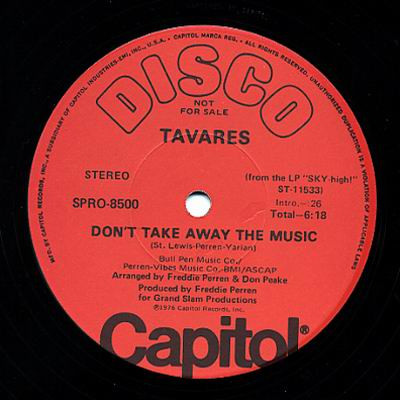 MFD. BY CAPITOL RECORDS, INC., A SUBSIDIARY OF CAPITOL INDUSTRIES-EMI, INC., U.S.A. • CAPITOL MARCA REG. • ALL RIGHTS RESERVED. UNAUTHORIZED DUPLICATION IS A VIOLATION OF APPLICABLE LAWS
DISCO
NOT
FOR SALE
TAVARES
STEREO
SPRO-8500
(from the LP "SKY-high!"
ST-11533)
Intro.-:26
Total-6:18
DON'T TAKE AWAY THE MUSIC
(St. Lewis-Perren-Yarian)
Bull Pen Music Co./
Perren-Vibes Music Co.-BMI/ASCAP
Arranged by Freddie Perren & Don Peake
Produced by Freddie Perren
for Grand Slam Productions
℗1976 Capitol Records, Inc.
Capitol®